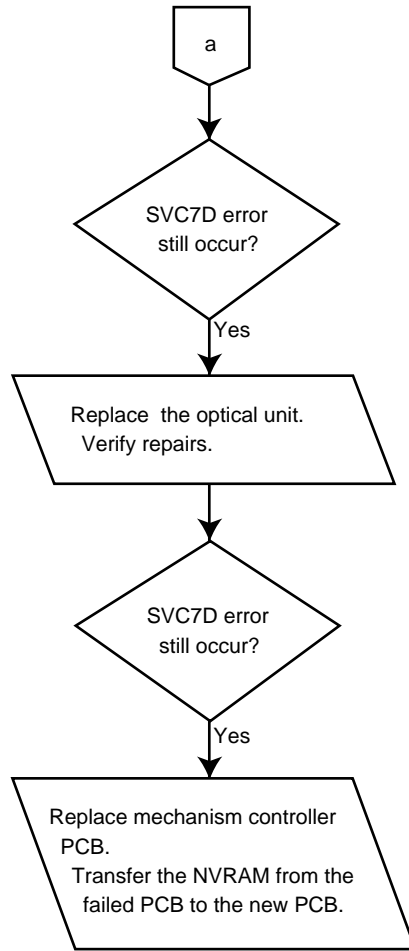 a
SVC7D error
still occur?
Yes
Replace the optical unit.
Verify repairs.
SVC7D error
still occur?
Yes
Replace mechanism controller
PCB.
Transfer the NVRAM from the
failed PCB to the new PCB.